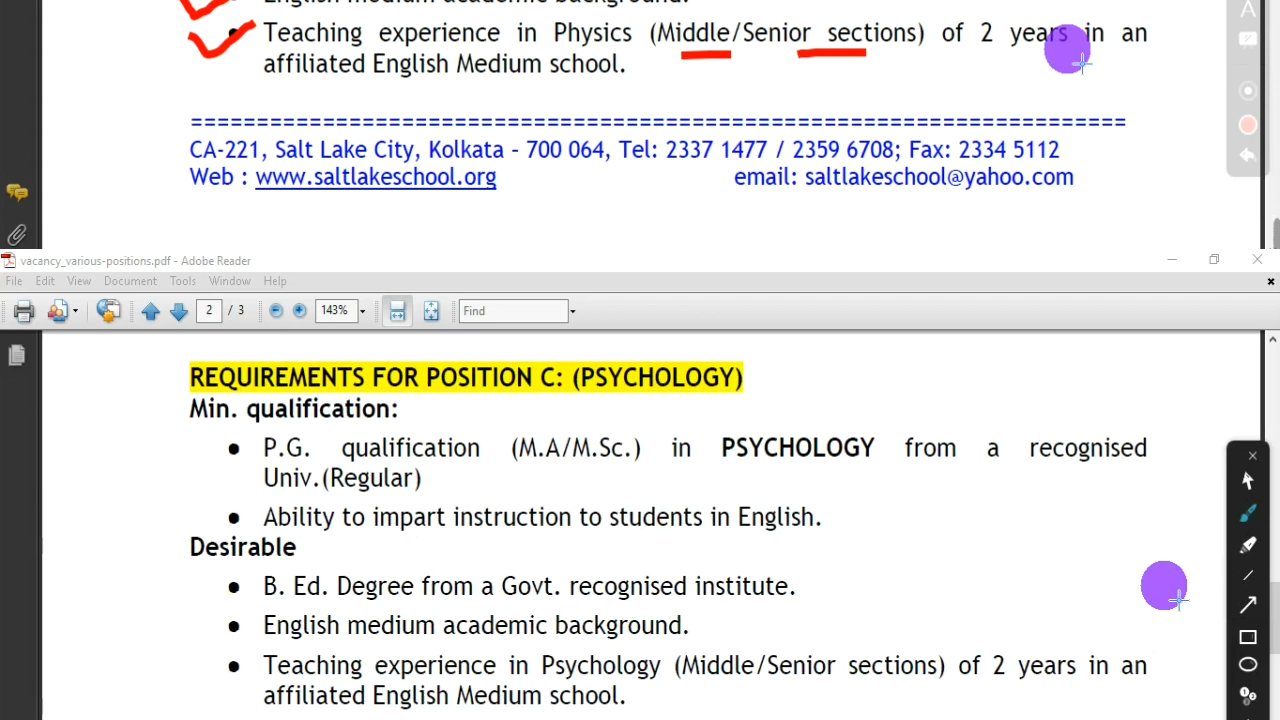 English medium academic background.
• Teaching experience in Physics (Middle/Senior sections) of 2 years in an
affiliated English Medium school.
=======================================================================
CA-221, Salt Lake City, Kolkata – 700 064, Tel: 2337 1477 / 2359 6708; Fax: 2334 5112
Web : www.saltlakeschool.org email: saltlakeschool@yahoo.com
vacancy_various-positions.pdf - Adobe Reader
File Edit View Document Tools Window Help
2 / 3 143% Find
REQUIREMENTS FOR POSITION C: (PSYCHOLOGY)
Min. qualification:
• P.G. qualification (M.A/M.Sc.) in PSYCHOLOGY from a recognised
Univ.(Regular)
• Ability to impart instruction to students in English.
Desirable
• B. Ed. Degree from a Govt. recognised institute.
• English medium academic background.
• Teaching experience in Psychology (Middle/Senior sections) of 2 years in an
affiliated English Medium school.